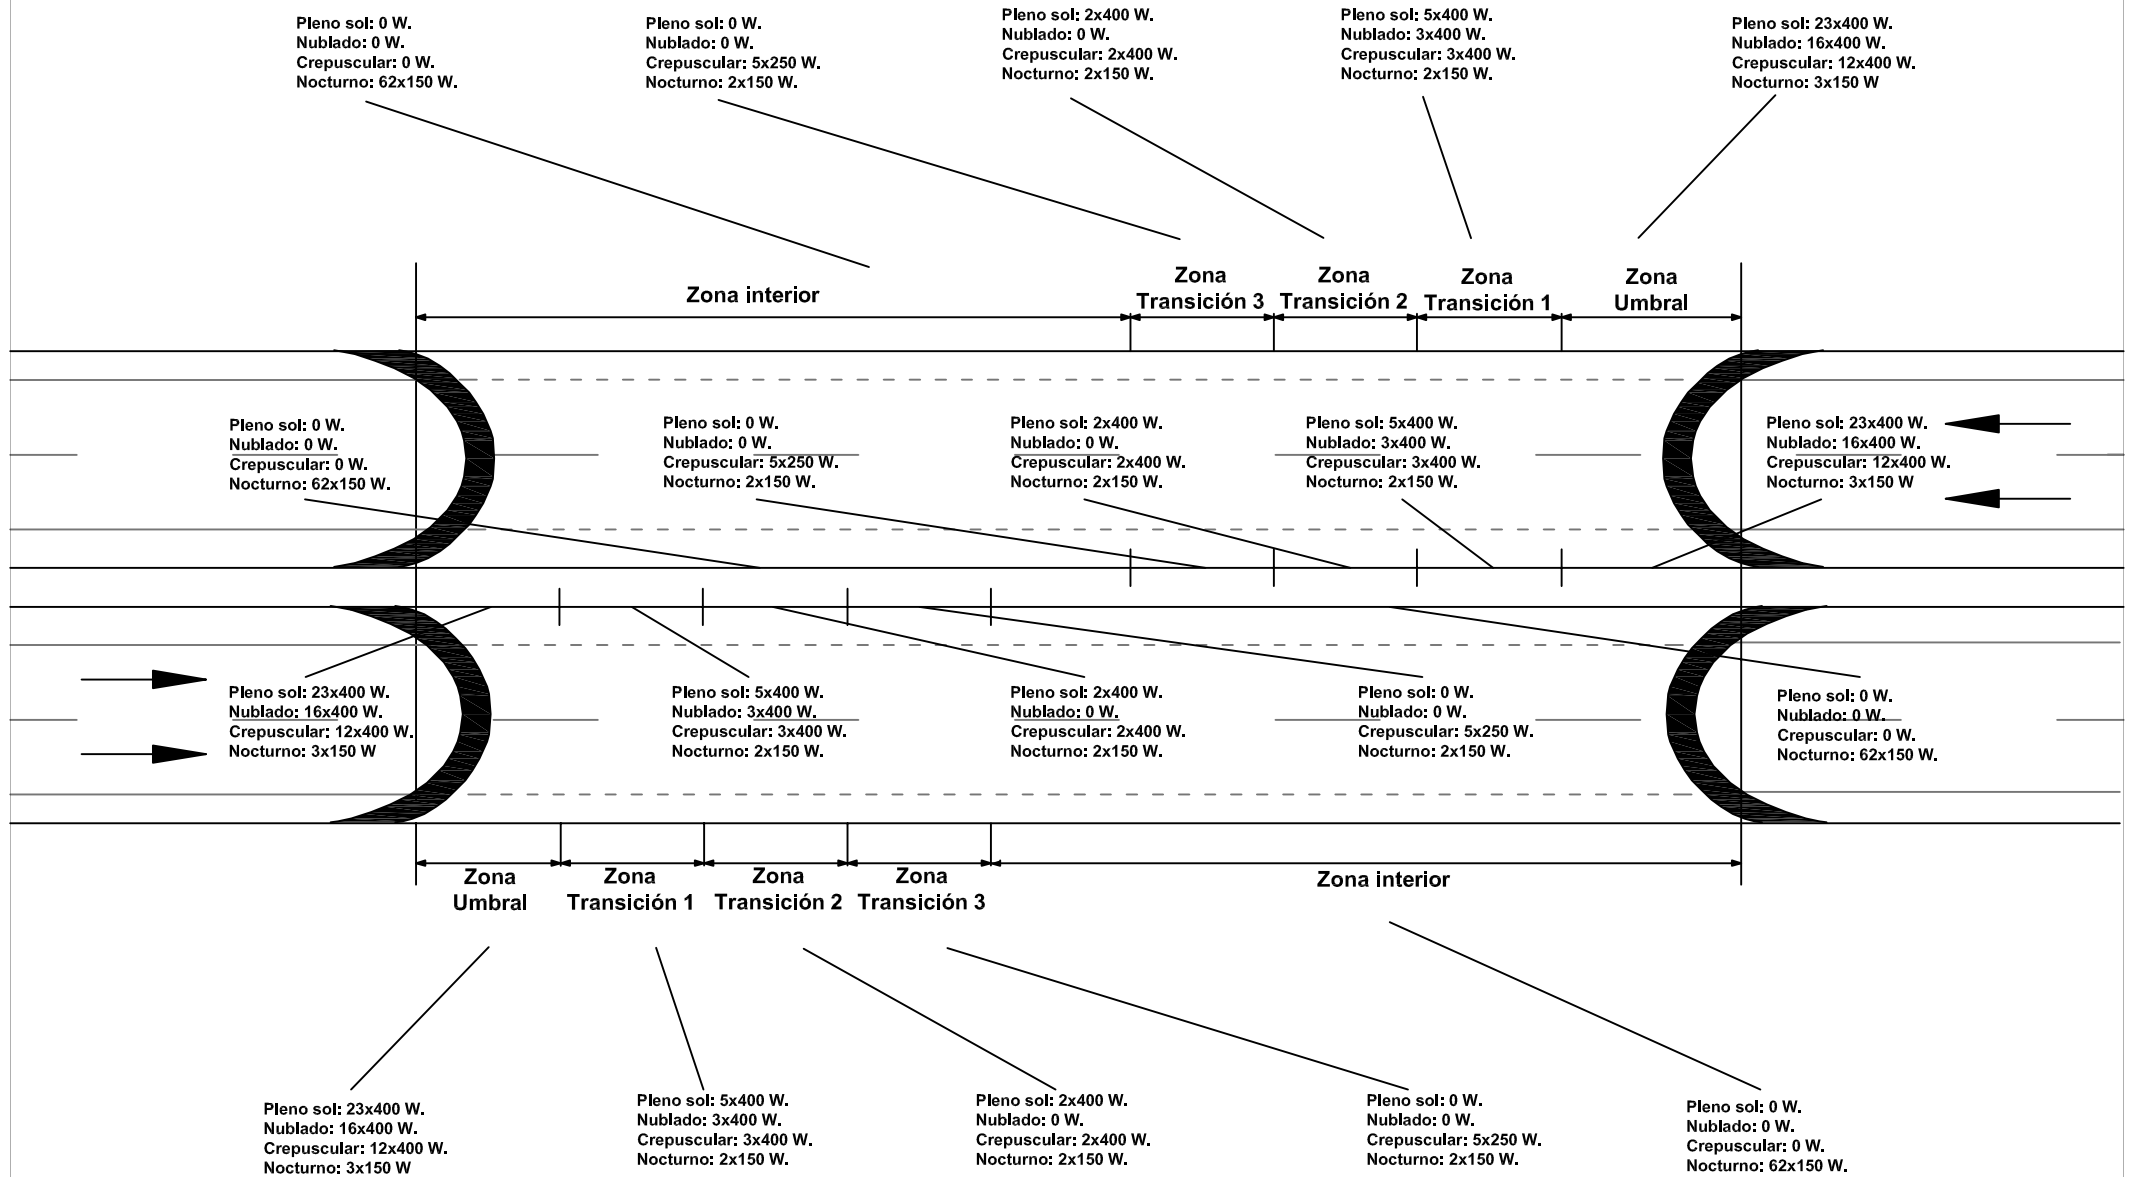 Pleno sol: 0 W.
Nublado: 0 W.
Crepuscular: 0 W.
Nocturno: 62x150 W.
Pleno sol: 0 W.
Nublado: 0 W.
Crepuscular: 5x250 W.
Nocturno: 2x150 W.
Pleno sol: 2x400 W.
Nublado: 0 W.
Crepuscular: 2x400 W.
Nocturno: 2x150 W.
Pleno sol: 5x400 W.
Nublado: 3x400 W.
Crepuscular: 3x400 W.
Nocturno: 2x150 W.
Pleno sol: 23x400 W.
Nublado: 16x400 W.
Crepuscular: 12x400 W.
Nocturno: 3x150 W
Zona interior
Zona
Transición 3
Zona
Transición 2
Zona
Transición 1
Zona
Umbral
Pleno sol: 0 W.
Nublado: 0 W.
Crepuscular: 0 W.
Nocturno: 62x150 W.
Pleno sol: 0 W.
Nublado: 0 W.
Crepuscular: 5x250 W.
Nocturno: 2x150 W.
Pleno sol: 2x400 W.
Nublado: 0 W.
Crepuscular: 2x400 W.
Nocturno: 2x150 W.
Pleno sol: 5x400 W.
Nublado: 3x400 W.
Crepuscular: 3x400 W.
Nocturno: 2x150 W.
Pleno sol: 23x400 W.
Nublado: 16x400 W.
Crepuscular: 12x400 W.
Nocturno: 3x150 W
Pleno sol: 23x400 W.
Nublado: 16x400 W.
Crepuscular: 12x400 W.
Nocturno: 3x150 W
Pleno sol: 5x400 W.
Nublado: 3x400 W.
Crepuscular: 3x400 W.
Nocturno: 2x150 W.
Pleno sol: 2x400 W.
Nublado: 0 W.
Crepuscular: 2x400 W.
Nocturno: 2x150 W.
Pleno sol: 0 W.
Nublado: 0 W.
Crepuscular: 5x250 W.
Nocturno: 2x150 W.
Pleno sol: 0 W.
Nublado: 0 W.
Crepuscular: 0 W.
Nocturno: 62x150 W.
Zona
Umbral
Zona
Transición 1
Zona
Transición 2
Zona
Transición 3
Zona interior
Pleno sol: 23x400 W.
Nublado: 16x400 W.
Crepuscular: 12x400 W.
Nocturno: 3x150 W
Pleno sol: 5x400 W.
Nublado: 3x400 W.
Crepuscular: 3x400 W.
Nocturno: 2x150 W.
Pleno sol: 2x400 W.
Nublado: 0 W.
Crepuscular: 2x400 W.
Nocturno: 2x150 W.
Pleno sol: 0 W.
Nublado: 0 W.
Crepuscular: 5x250 W.
Nocturno: 2x150 W.
Pleno sol: 0 W.
Nublado: 0 W.
Crepuscular: 0 W.
Nocturno: 62x150 W.